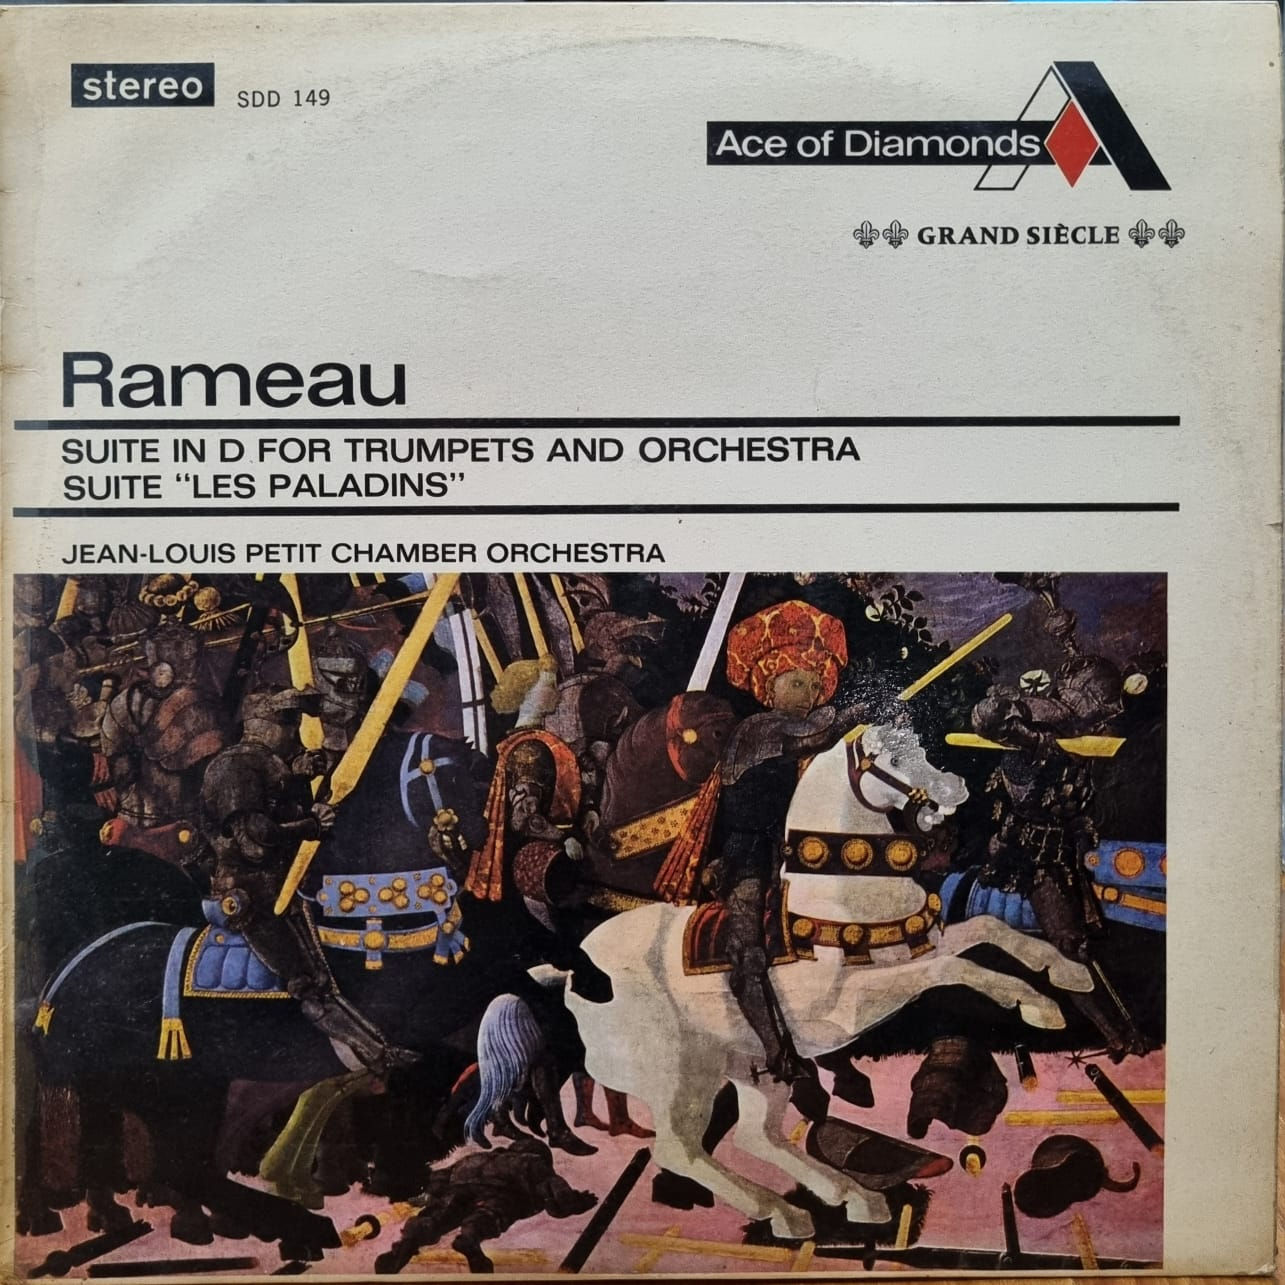 stereo SDD 149
Ace of Diamonds
GRAND SIÈCLE
Rameau
SUITE IN D FOR TRUMPETS AND ORCHESTRA
SUITE “LES PALADINS”
JEAN-LOUIS PETIT CHAMBER ORCHESTRA